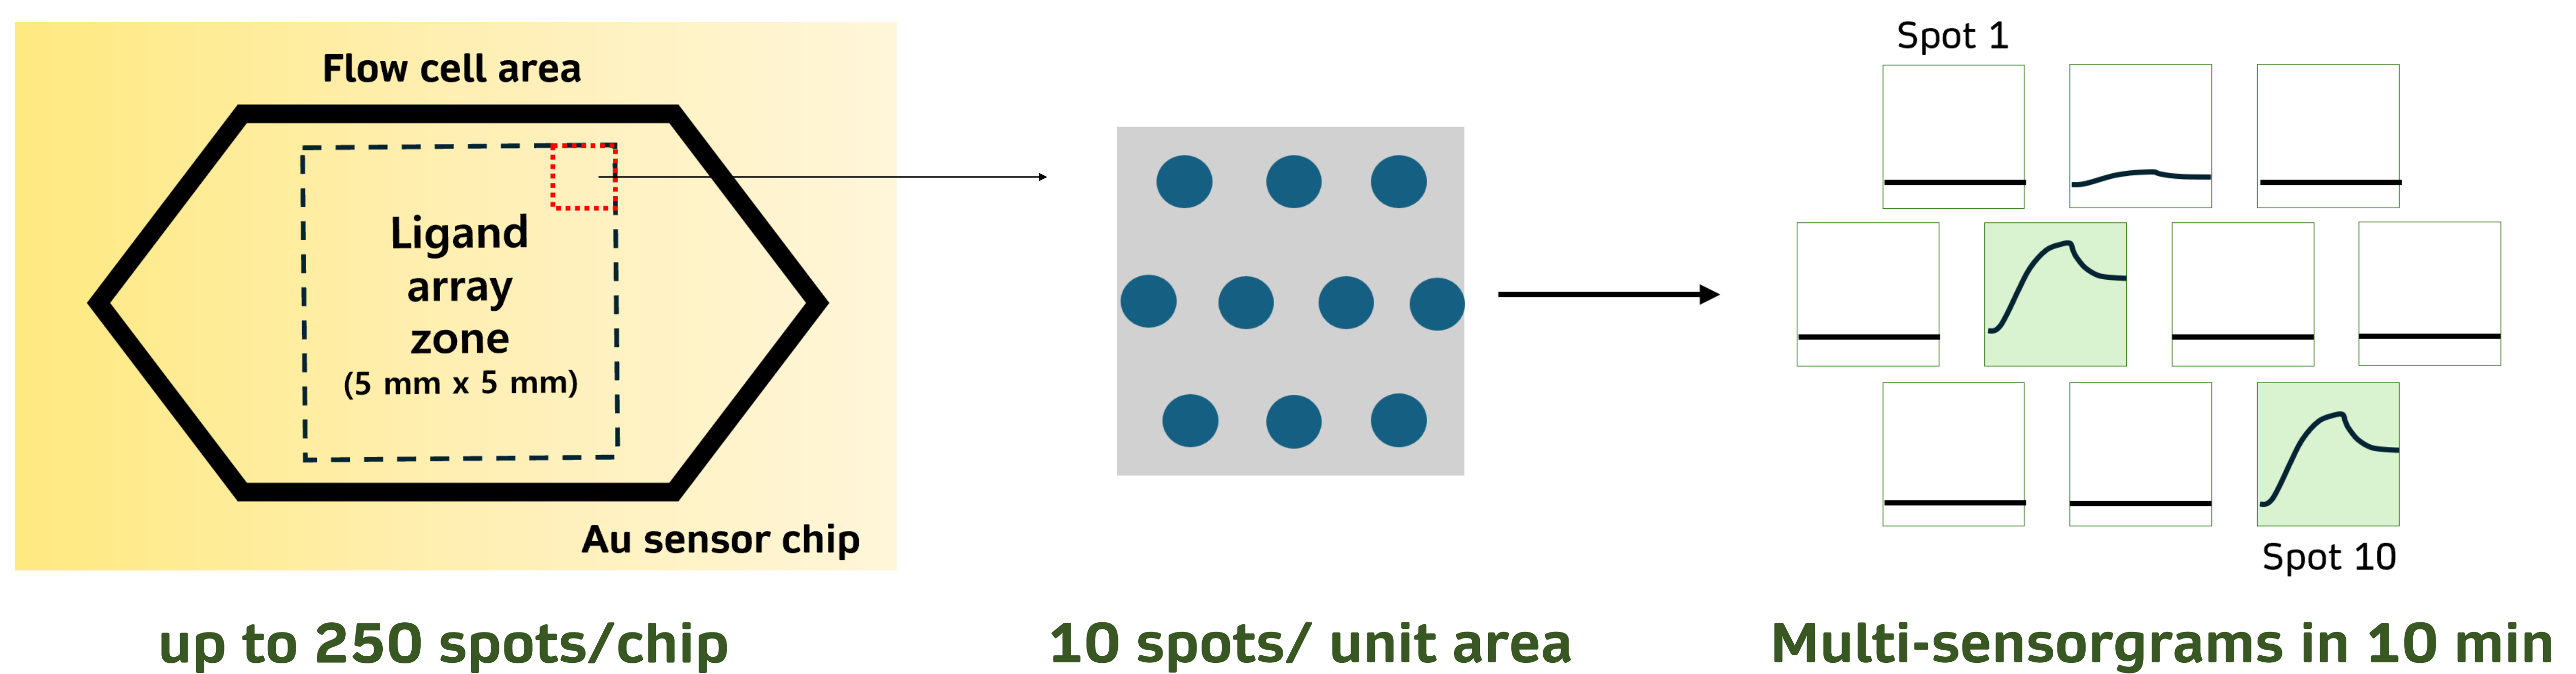 Flow cell area
Ligand
array
zone
(5 mm x 5 mm)
Au sensor chip
up to 250 spots/chip
10 spots/ unit area
Spot 1
Spot 10
Multi-sensorgrams in 10 min